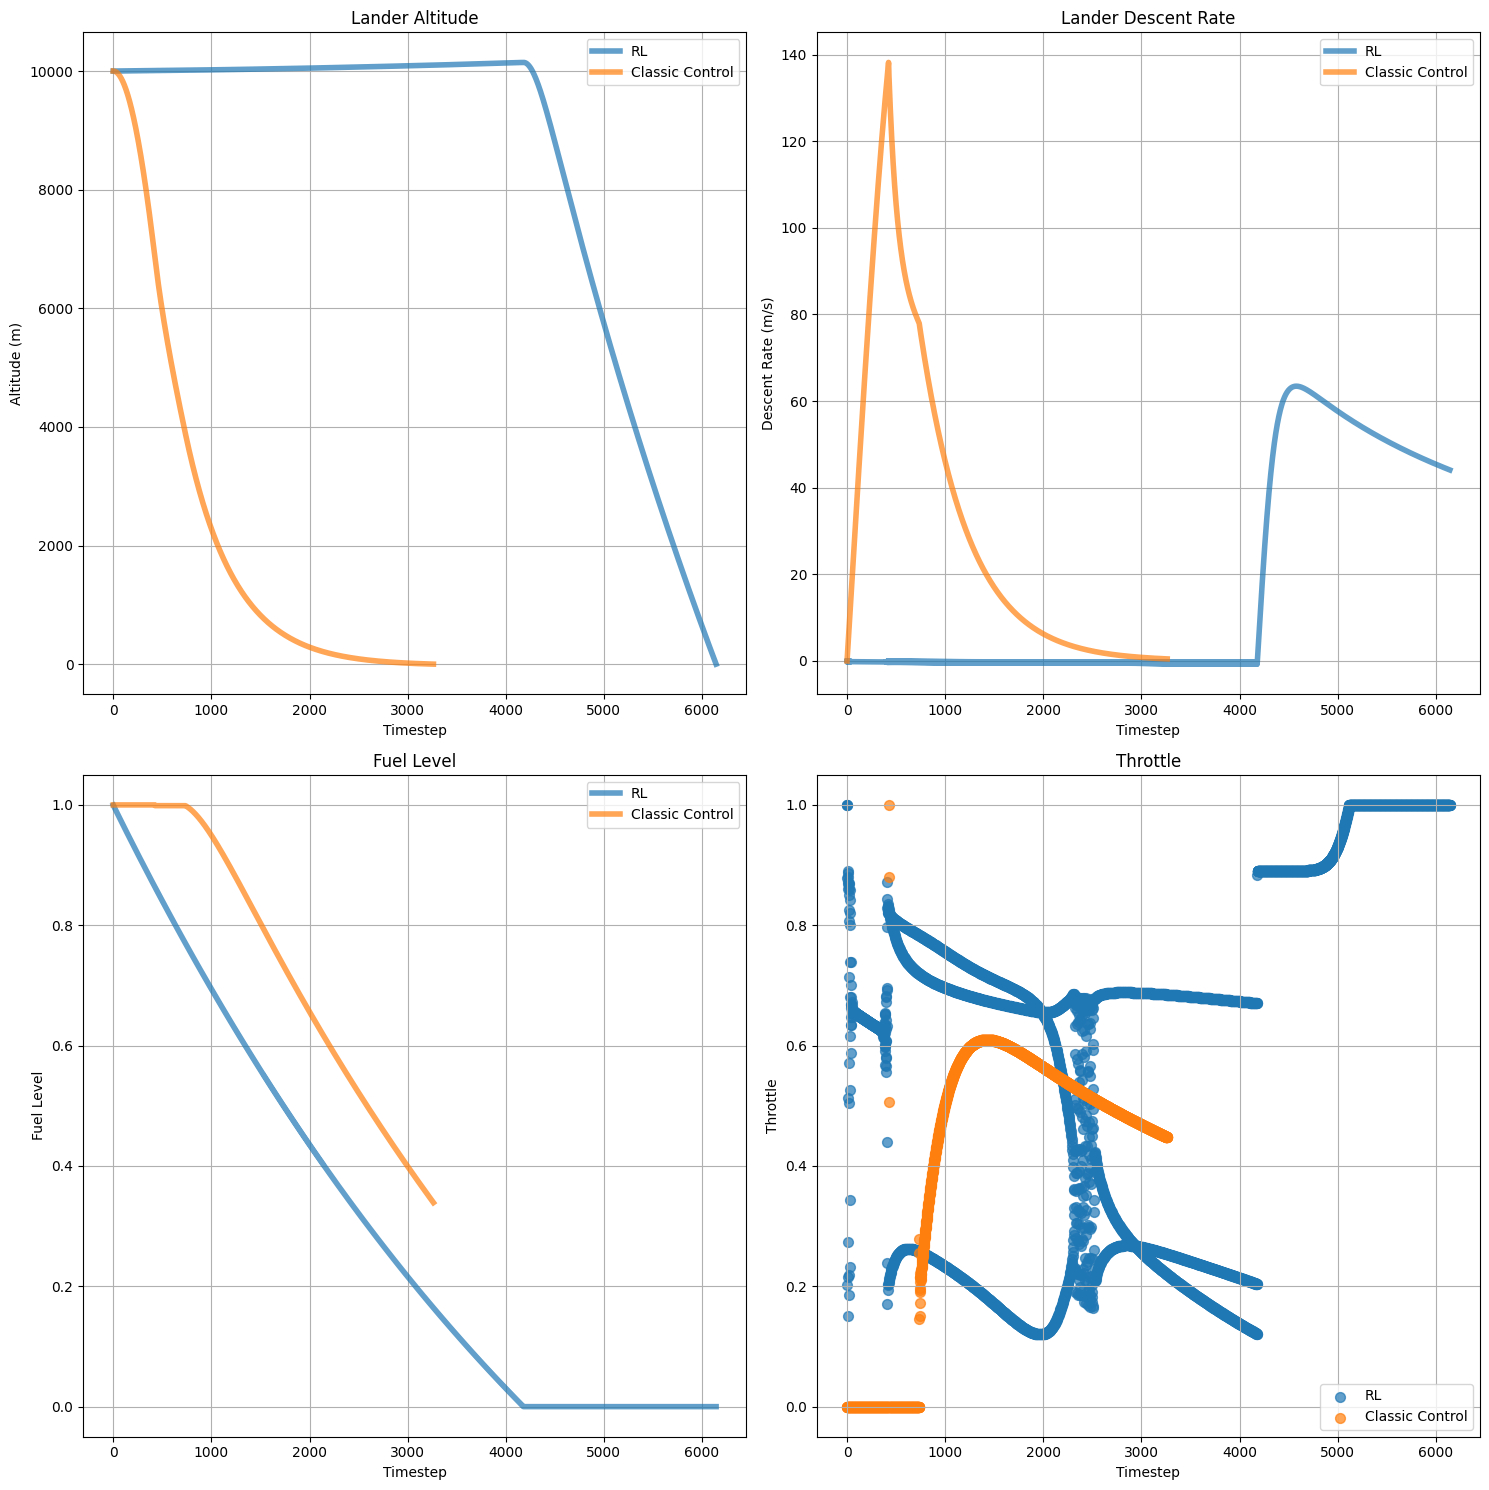 Lander Altitude
RL
Classic Control
10000
8000
6000
4000
2000
0
Altitude (m)
0 1000 2000 3000 4000 5000 6000
Timestep
Lander Descent Rate
RL
Classic Control
140
120
100
80
60
40
20
0
Descent Rate (m/s)
0 1000 2000 3000 4000 5000 6000
Timestep
Fuel Level
RL
Classic Control
1.0
0.8
0.6
0.4
0.2
0.0
Fuel Level
0 1000 2000 3000 4000 5000 6000
Timestep
Throttle
1.0
0.8
0.6
0.4
0.2
0.0
Throttle
RL
Classic Control
0 1000 2000 3000 4000 5000 6000
Timestep